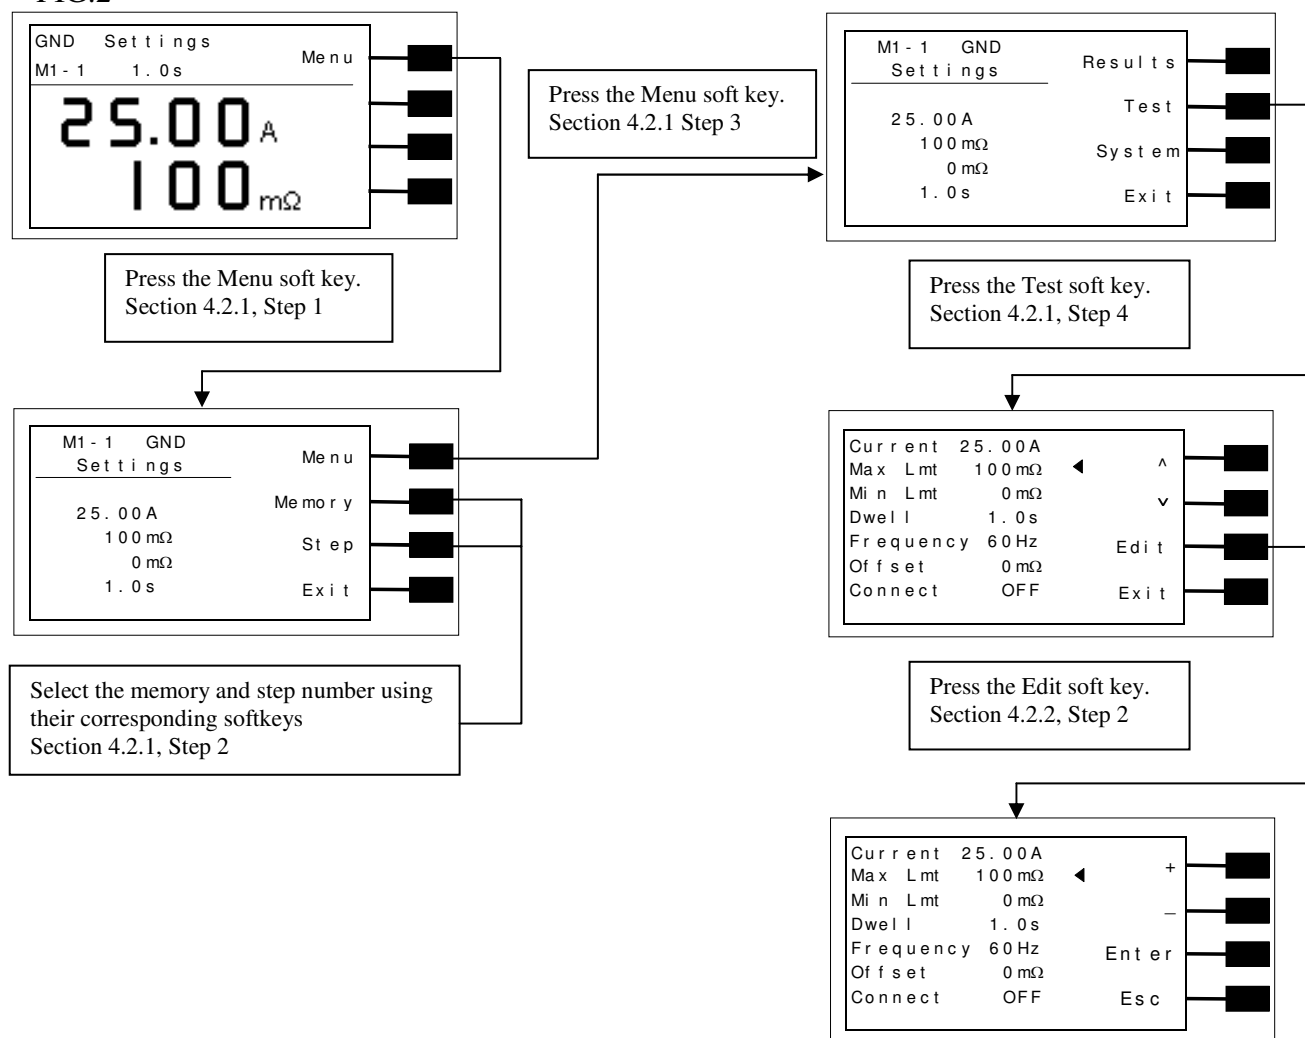 FIG.2
GND Settings
M1-1 1.0s
Menu
25.00A
100mΩ
Press the Menu soft key.
Section 4.2.1, Step 1
Press the Menu soft key.
Section 4.2.1 Step 3
M1-1 GND
Settings
25.00A
100mΩ
0mΩ
1.0s
Results
Test
System
Exit
Press the Test soft key.
Section 4.2.1, Step 4
M1-1 GND
Settings
25.00A
100mΩ
0mΩ
1.0s
Menu
Memory
Step
Exit
Select the memory and step number using
their corresponding softkeys
Section 4.2.1, Step 2
Current 25.00A
Max Lmt 100mΩ
Min Lmt 0mΩ
Dwell 1.0s
Frequency 60Hz
Offset 0mΩ
Connect OFF
^
v
Edit
Exit
Press the Edit soft key.
Section 4.2.2, Step 2
Current 25.00A
Max Lmt 100mΩ
Min Lmt 0mΩ
Dwell 1.0s
Frequency 60Hz
Offset 0mΩ
Connect OFF
+
–
Enter
Esc